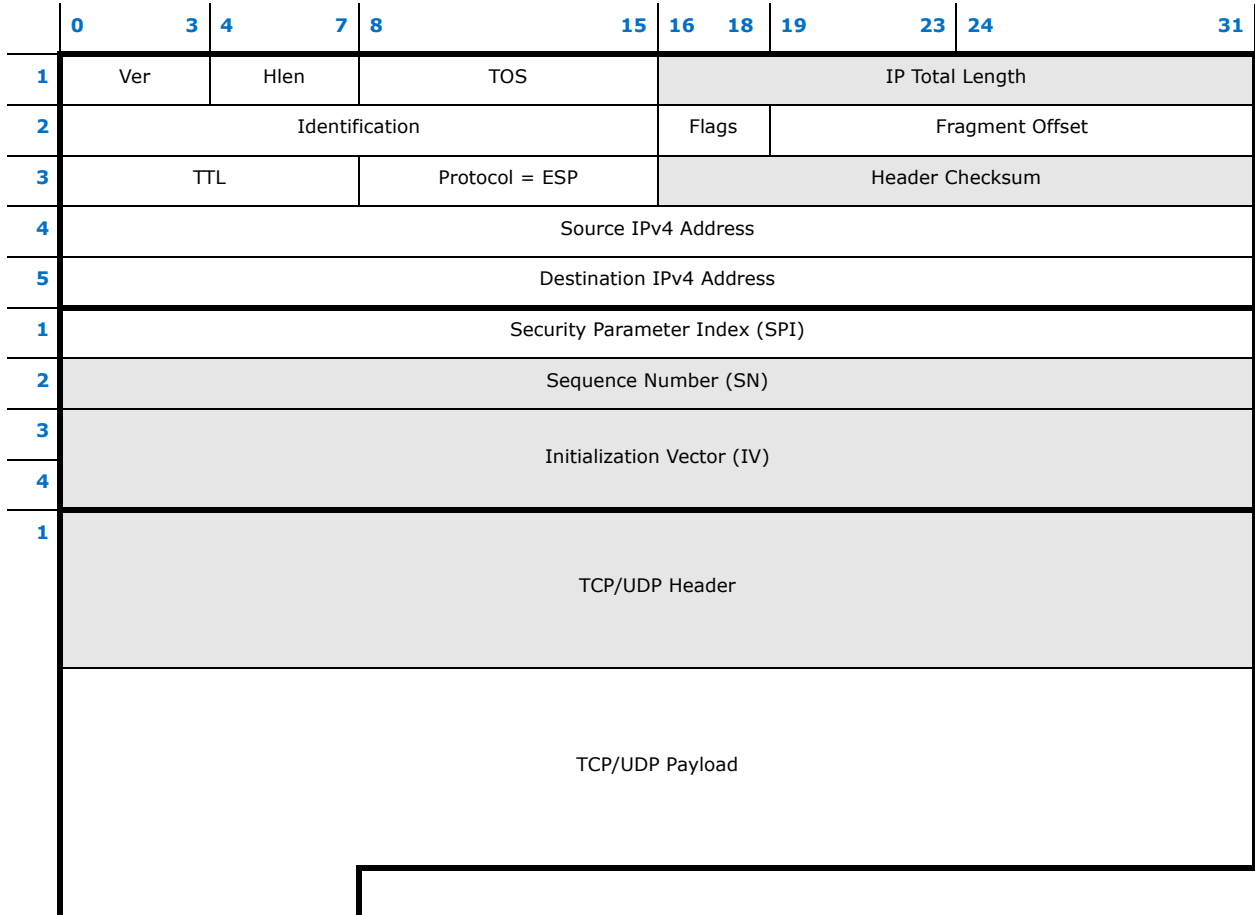 0 3 4 7 8 15 16 18 19 23 24 31
1 Ver Hlen TOS IP Total Length
2 Identification Flags Fragment Offset
3 TTL Protocol = ESP Header Checksum
4 Source IPv4 Address
5 Destination IPv4 Address
1 Security Parameter Index (SPI)
2 Sequence Number (SN)
3
Initialization Vector (IV)
4
1
TCP/UDP Header
TCP/UDP Payload